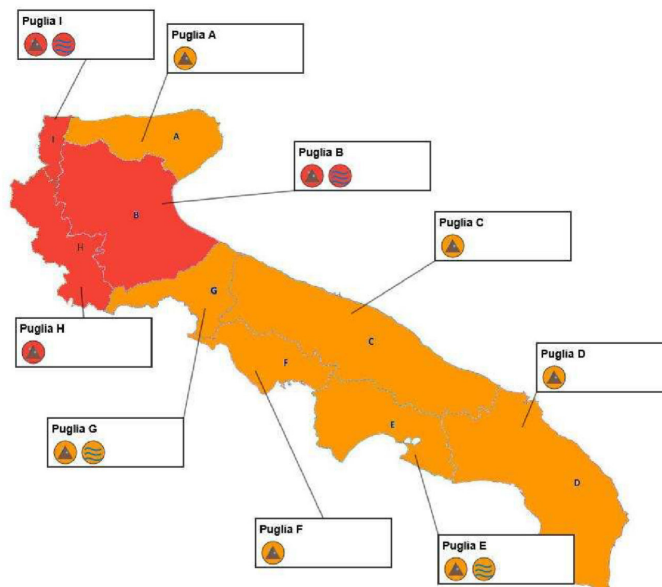 Puglia I
Puglia A
I
A
Puglia B
B
Puglia C
H
G
Puglia H
C
F
Puglia D
Puglia G
E
D
Puglia F
Puglia E